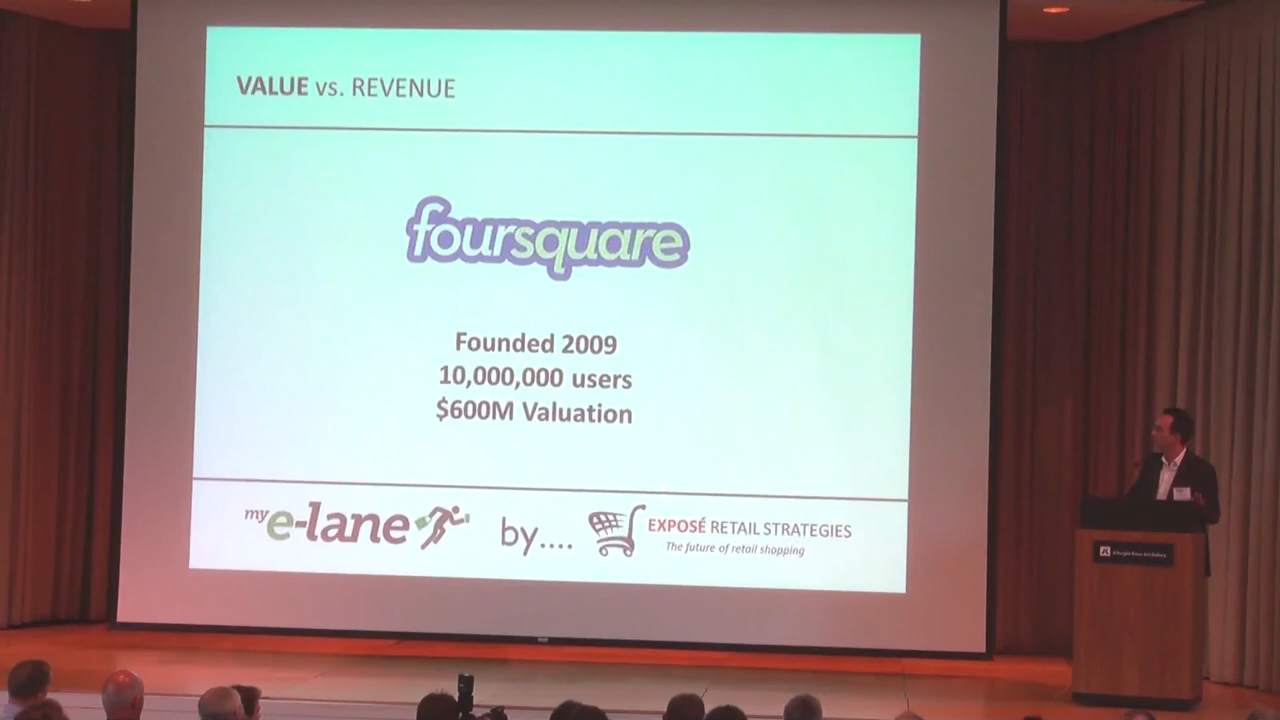 VALUE vs. REVENUE
foursquare
Founded 2009
10,000,000 users
$600M Valuation
my e-lane by.... EXPOSÉ RETAIL STRATEGIES
The future of retail shopping